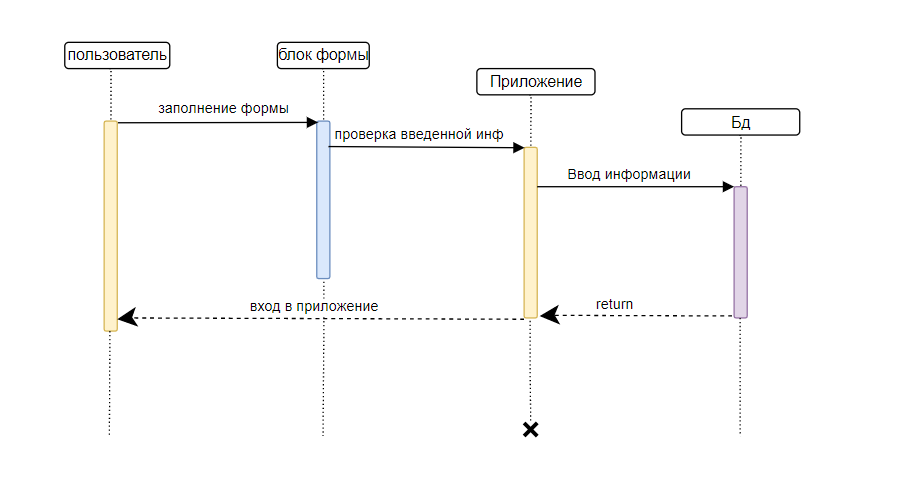 пользователь
блок формы
Приложение
Бд
заполнение формы
проверка введенной инф
Ввод информации
вход в приложение
return